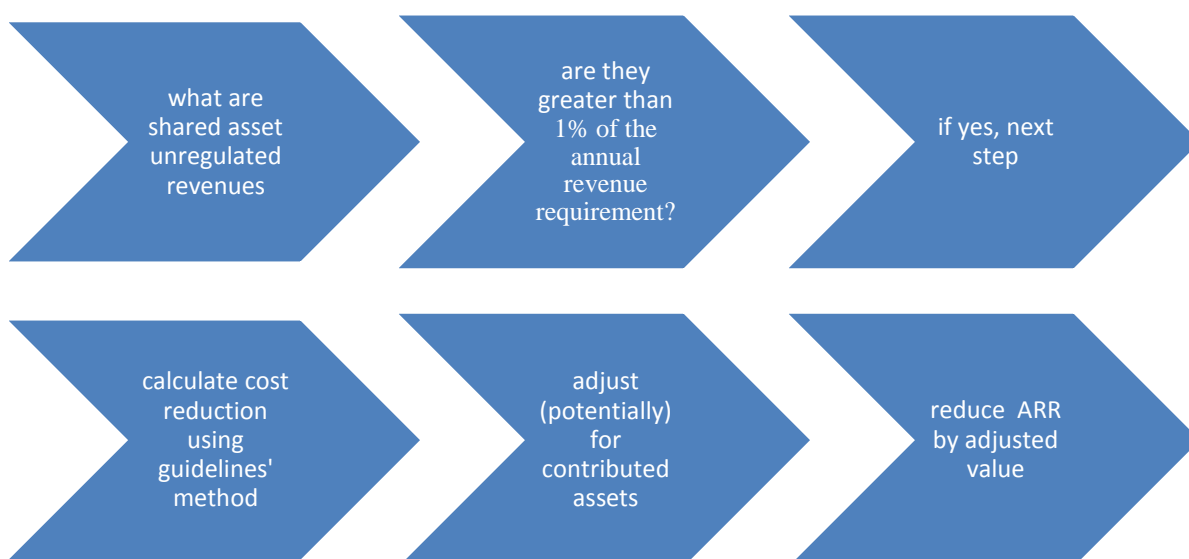 what are
shared asset
unregulated
revenues
are they
greater than
1% of the
annual
revenue
requirement?
if yes, next
step
calculate cost
reduction
using
guidelines'
method
adjust
(potentially)
for
contributed
assets
reduce ARR
by adjusted
value